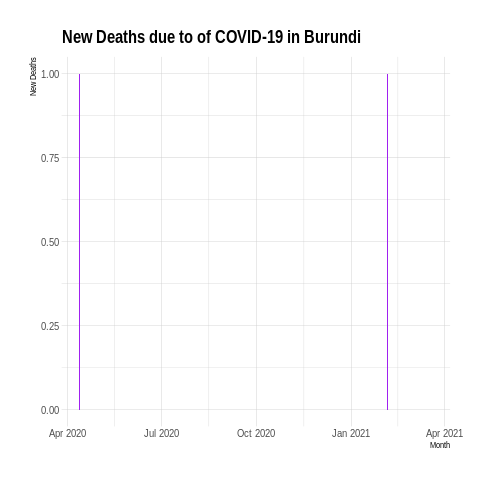 New Deaths due to of COVID-19 in Burundi
New Deaths
1.00
0.75
0.50
0.25
0.00
Apr 2020 Jul 2020 Oct 2020 Jan 2021 Apr 2021
Month